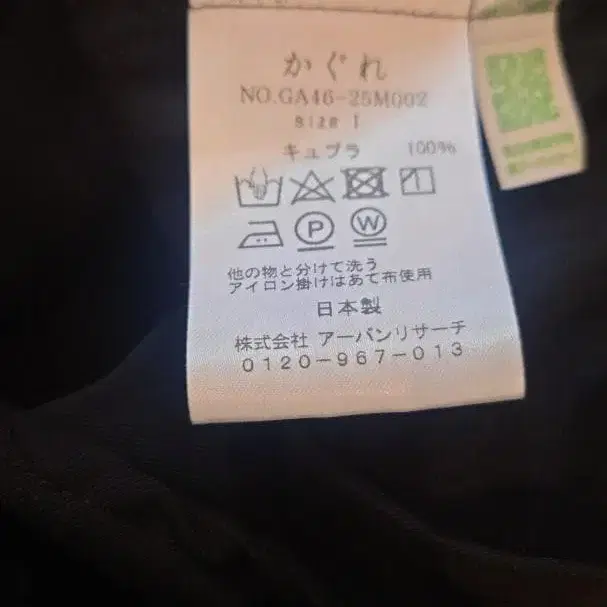 かぐれ
NO.GA46-25M002
SIZE I
キュプラ 100%
P W
他の物と分けて洗う
アイロン掛けはあて布使用
日本製
株式会社 アーバンリサーチ
0120-967-013